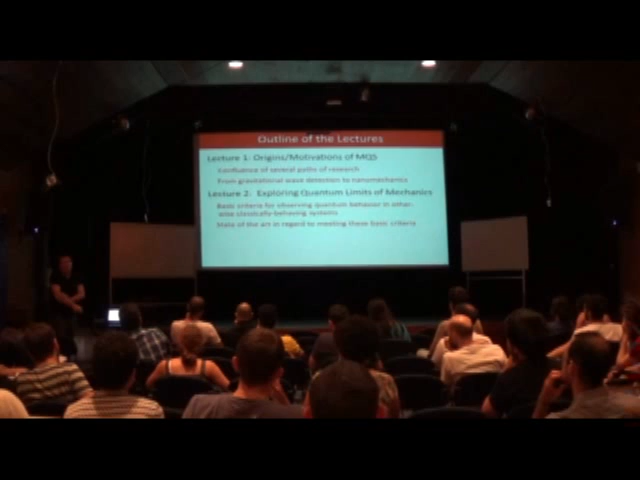 Outline of the Lectures
Lecture 1: Origins/Motivations of MQS
Confluence of several paths of research
From gravitational wave detection to nanomechanics
Lecture 2. Exploring Quantum Limits of Mechanics
Basic criteria for observing quantum behavior in other,
wise classically-behaving systems
State of the art in regard to meeting these basic criteria